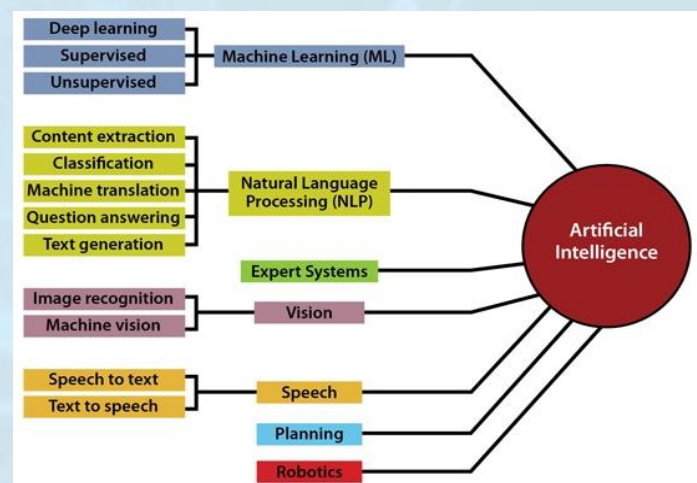 Deep learning
Supervised
Unsupervised
Machine Learning (ML)
Content extraction
Classification
Machine translation
Question answering
Text generation
Natural Language
Processing (NLP)
Expert Systems
Image recognition
Machine vision
Vision
Speech to text
Text to speech
Speech
Planning
Robotics
Artificial
Intelligence